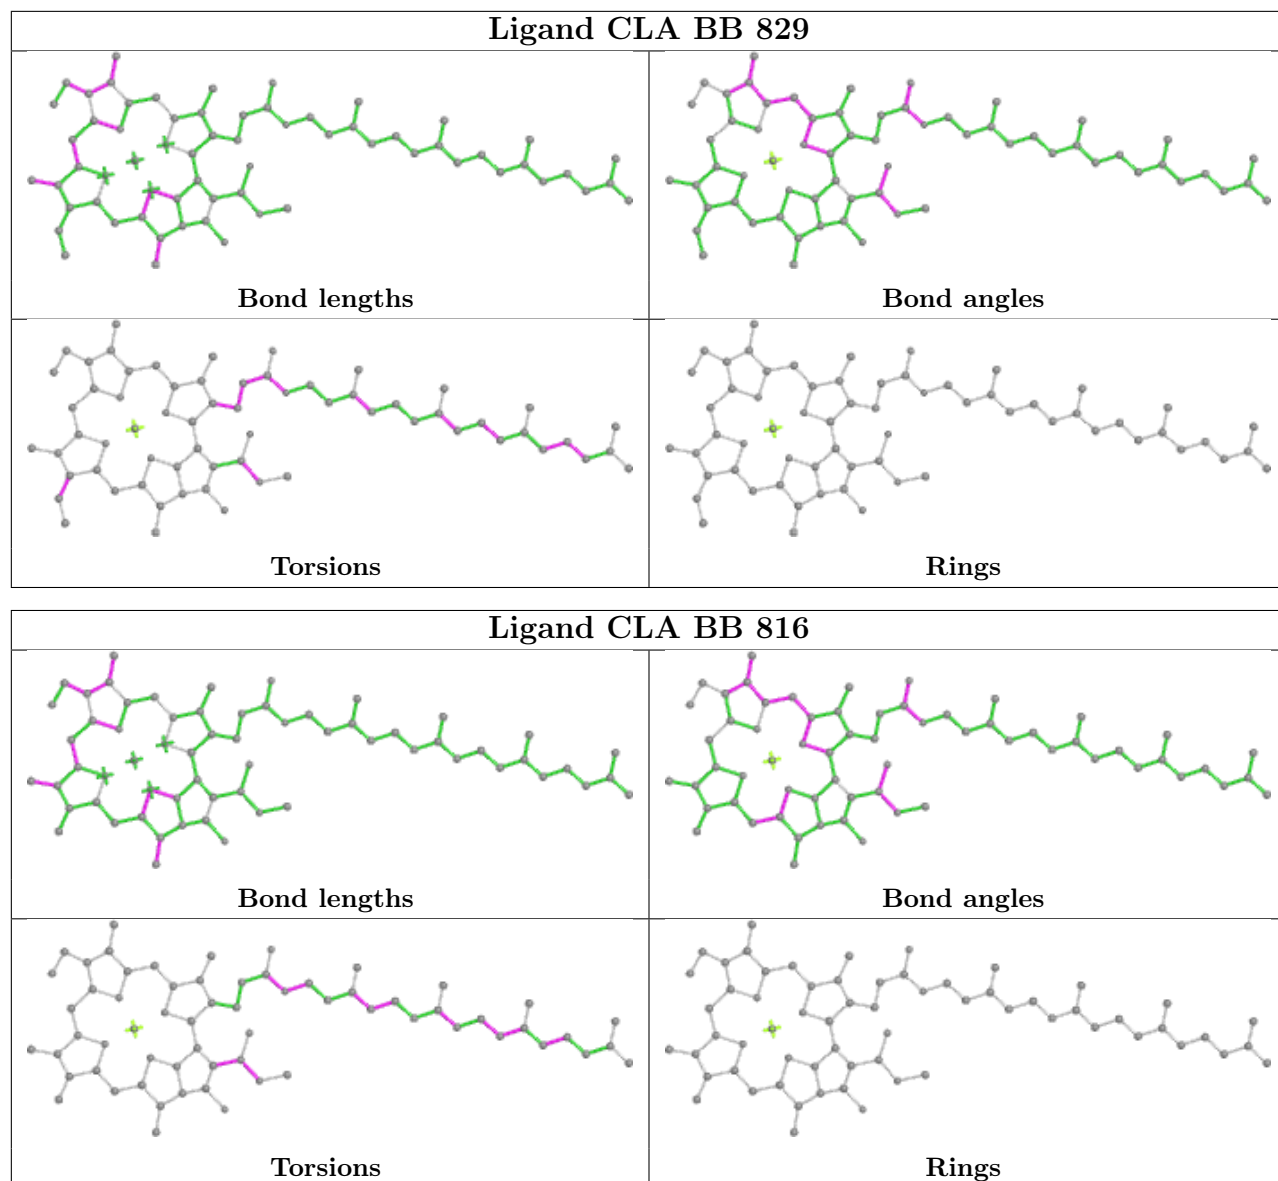 Ligand CLA BB 829
Bond lengths
Bond angles
Torsions
Rings
Ligand CLA BB 816
Bond lengths
Bond angles
Torsions
Rings